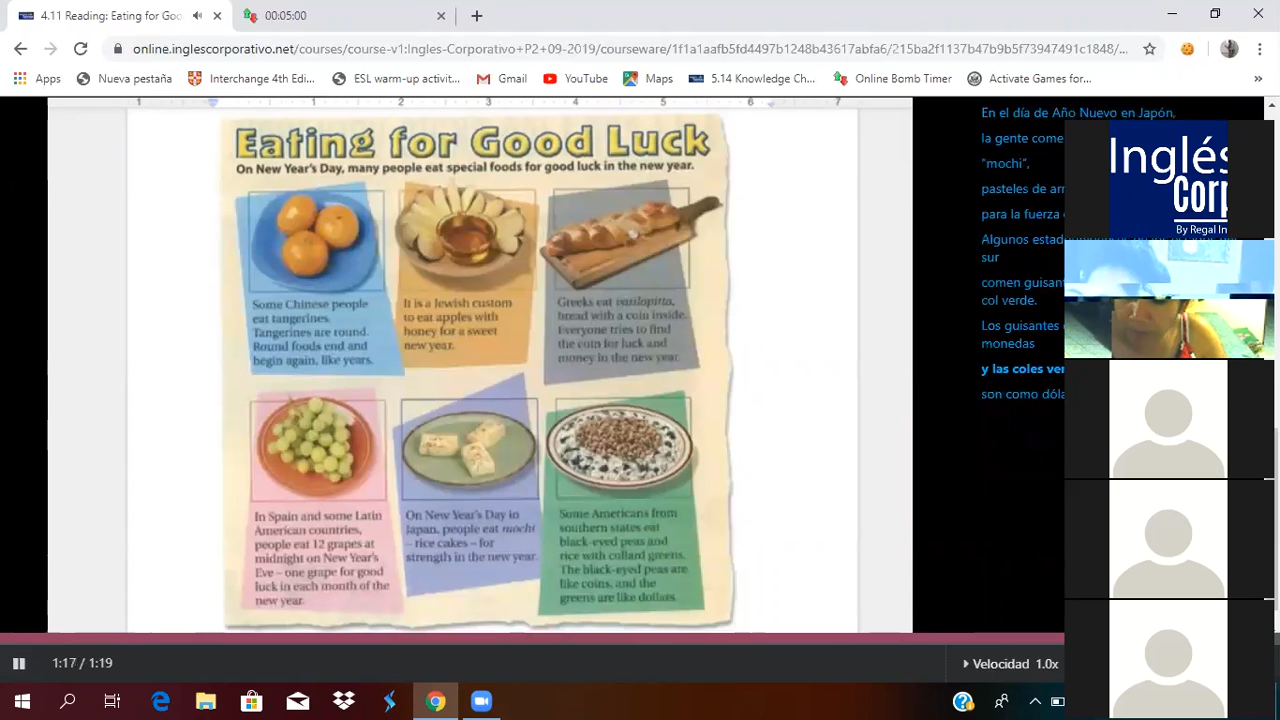 4.11 Reading: Eating for Goo
00:05:00
online.inglescorporativo.net/courses/course-v1:Ingles-Corporativo+P2+09-2019/courseware/1f1a1aafb5fd4497b1248b43617abfa6/215ba2f1137b47b9b5f73947491c1848/...
Apps
Nueva pestaña
Interchange 4th Edi...
ESL warm-up activit...
Gmail
YouTube
Maps
5.14 Knowledge Ch...
Online Bomb Timer
Activate Games for...
1 1 2 3 4 5 6 7
Eating for Good Luck
On New Year's Day, many people eat special foods for good luck in the new year.
Some Chinese people
eat tangerines.
Tangerines are round.
Round foods end and
begin again, like years.
It is a Jewish custom
to eat apples with
honey for a sweet
new year.
Greeks eat vasilopitta,
bread with a coin inside.
Everyone tries to find
the coin for luck and
money in the new year.
In Spain and some Latin
American countries,
people eat 12 grapes at
midnight on New Year's
Eve – one grape for good
luck in each month of the
new year.
On New Year's Day in
Japan, people eat mochi
– rice cakes – for
strength in the new year.
Some Americans from
southern states eat
black-eyed peas and
rice with collard greens.
The black-eyed peas are
like coins, and the
greens are like dollars.
En el día de Año Nuevo en Japón,
la gente come
"mochi",
pasteles de arr
para la fuerza
Algunos
sur
comen guisant
col verde.
Los guisantes
monedas
y las coles ver
son como dóla
Inglés
Corp
By Regal In
1:17 / 1:19
Velocidad 1.0x